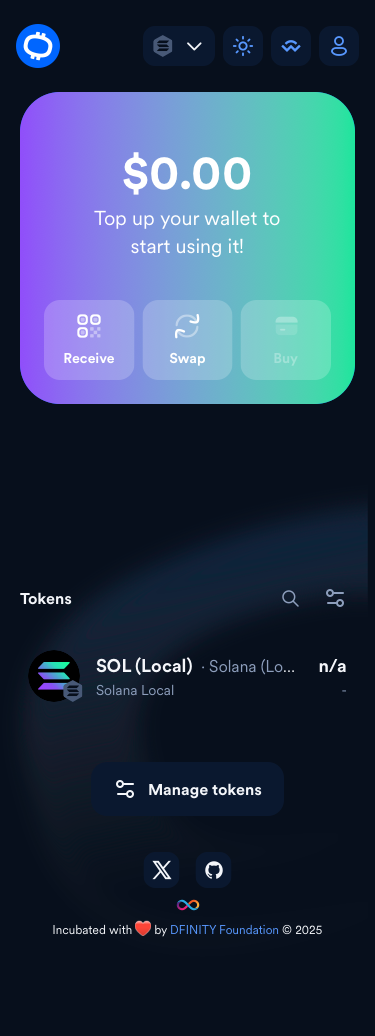 $0.00
Top up your wallet to
start using it!
Receive Swap Buy
Tokens
SOL (Local) · Solana (Lo... n/a
Solana Local -
Manage tokens
Incubated with ❤️ by DFINITY Foundation © 2025